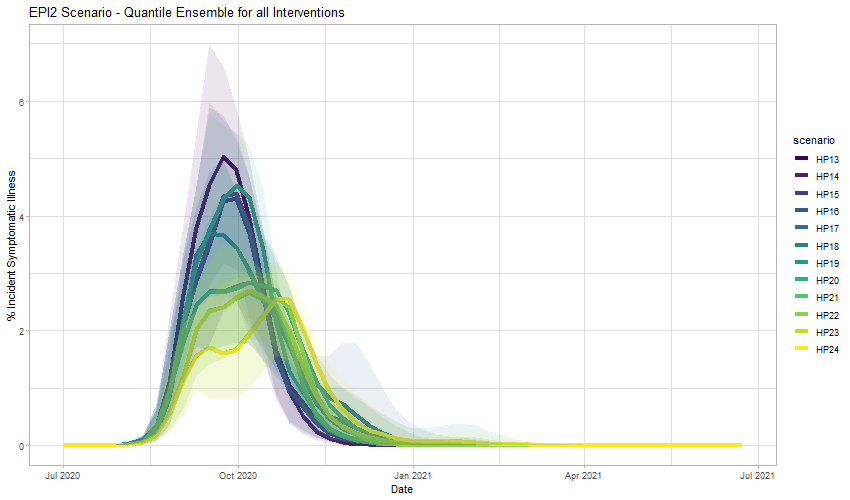 EPI2 Scenario - Quantile Ensemble for all Interventions
% Incident Symptomatic Illness
6
4
2
0
Jul 2020
Oct 2020
Jan 2021
Apr 2021
Jul 2021
Date
scenario
HP13
HP14
HP15
HP16
HP17
HP18
HP19
HP20
HP21
HP22
HP23
HP24